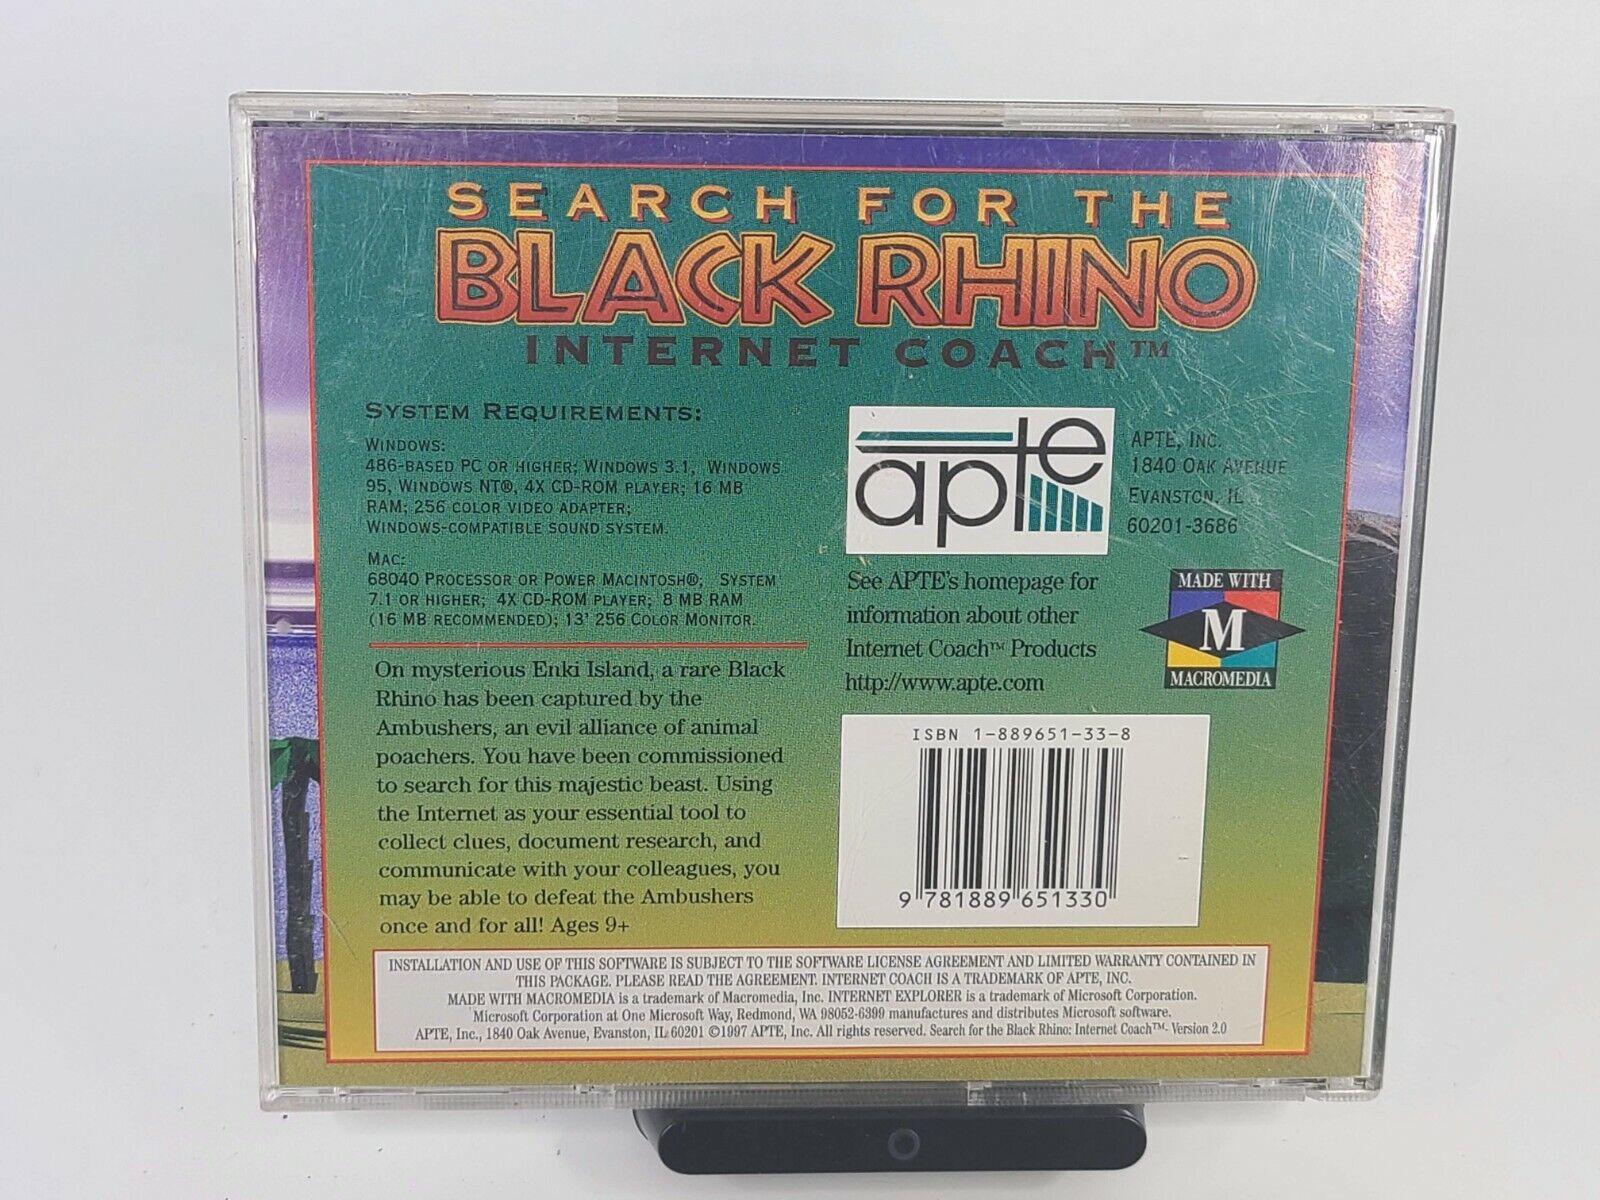 SEARCH FOR THE
BLACK RHINO
INTERNET COACH™
SYSTEM REQUIREMENTS:
WINDOWS:
486-BASED PC OR HIGHER; WINDOWS 3.1, WINDOWS
95, WINDOWS NT®, 4X CD-ROM PLAYER; 16 MB
RAM; 256 COLOR VIDEO ADAPTER;
WINDOWS-COMPATIBLE SOUND SYSTEM.
MAC:
68040 PROCESSOR OR POWER MACINTOSH®, SYSTEM
7.1 OR HIGHER; 4X CD-ROM PLAYER; 8 MB RAM
(16 MB RECOMMENDED); 13' 256 COLOR MONITOR.
On mysterious Enki Island, a rare Black
Rhino has been captured by the
Ambushers, an evil alliance of animal
poachers. You have been commissioned
to search for this majestic beast. Using
the Internet as your essential tool to
collect clues, document research, and
communicate with your colleagues, you
may be able to defeat the Ambushers
once and for all! Ages 9+
apte
APTE, INC.
1840 OAK AVENUE
EVANSTON, IL
60201-3686
See APTE's homepage for
information about other
Internet Coach™ Products
http://www.apte.com
MADE WITH
M
MACROMEDIA
ISBN 1-889651-33-8
9 781889 651330
INSTALLATION AND USE OF THIS SOFTWARE IS SUBJECT TO THE SOFTWARE LICENSE AGREEMENT AND LIMITED WARRANTY CONTAINED IN
THIS PACKAGE. PLEASE READ THE AGREEMENT. INTERNET COACH IS A TRADEMARK OF APTE, INC.
MADE WITH MACROMEDIA is a trademark of Macromedia, Inc. INTERNET EXPLORER is a trademark of Microsoft Corporation.
Microsoft Corporation at One Microsoft Way, Redmond, WA 98052-6399 manufactures and distributes Microsoft software.
APTE, Inc., 1840 Oak Avenue, Evanston, IL 60201 ©1997 APTE, Inc. All rights reserved. Search for the Black Rhino: Internet Coach™- Version 2.0